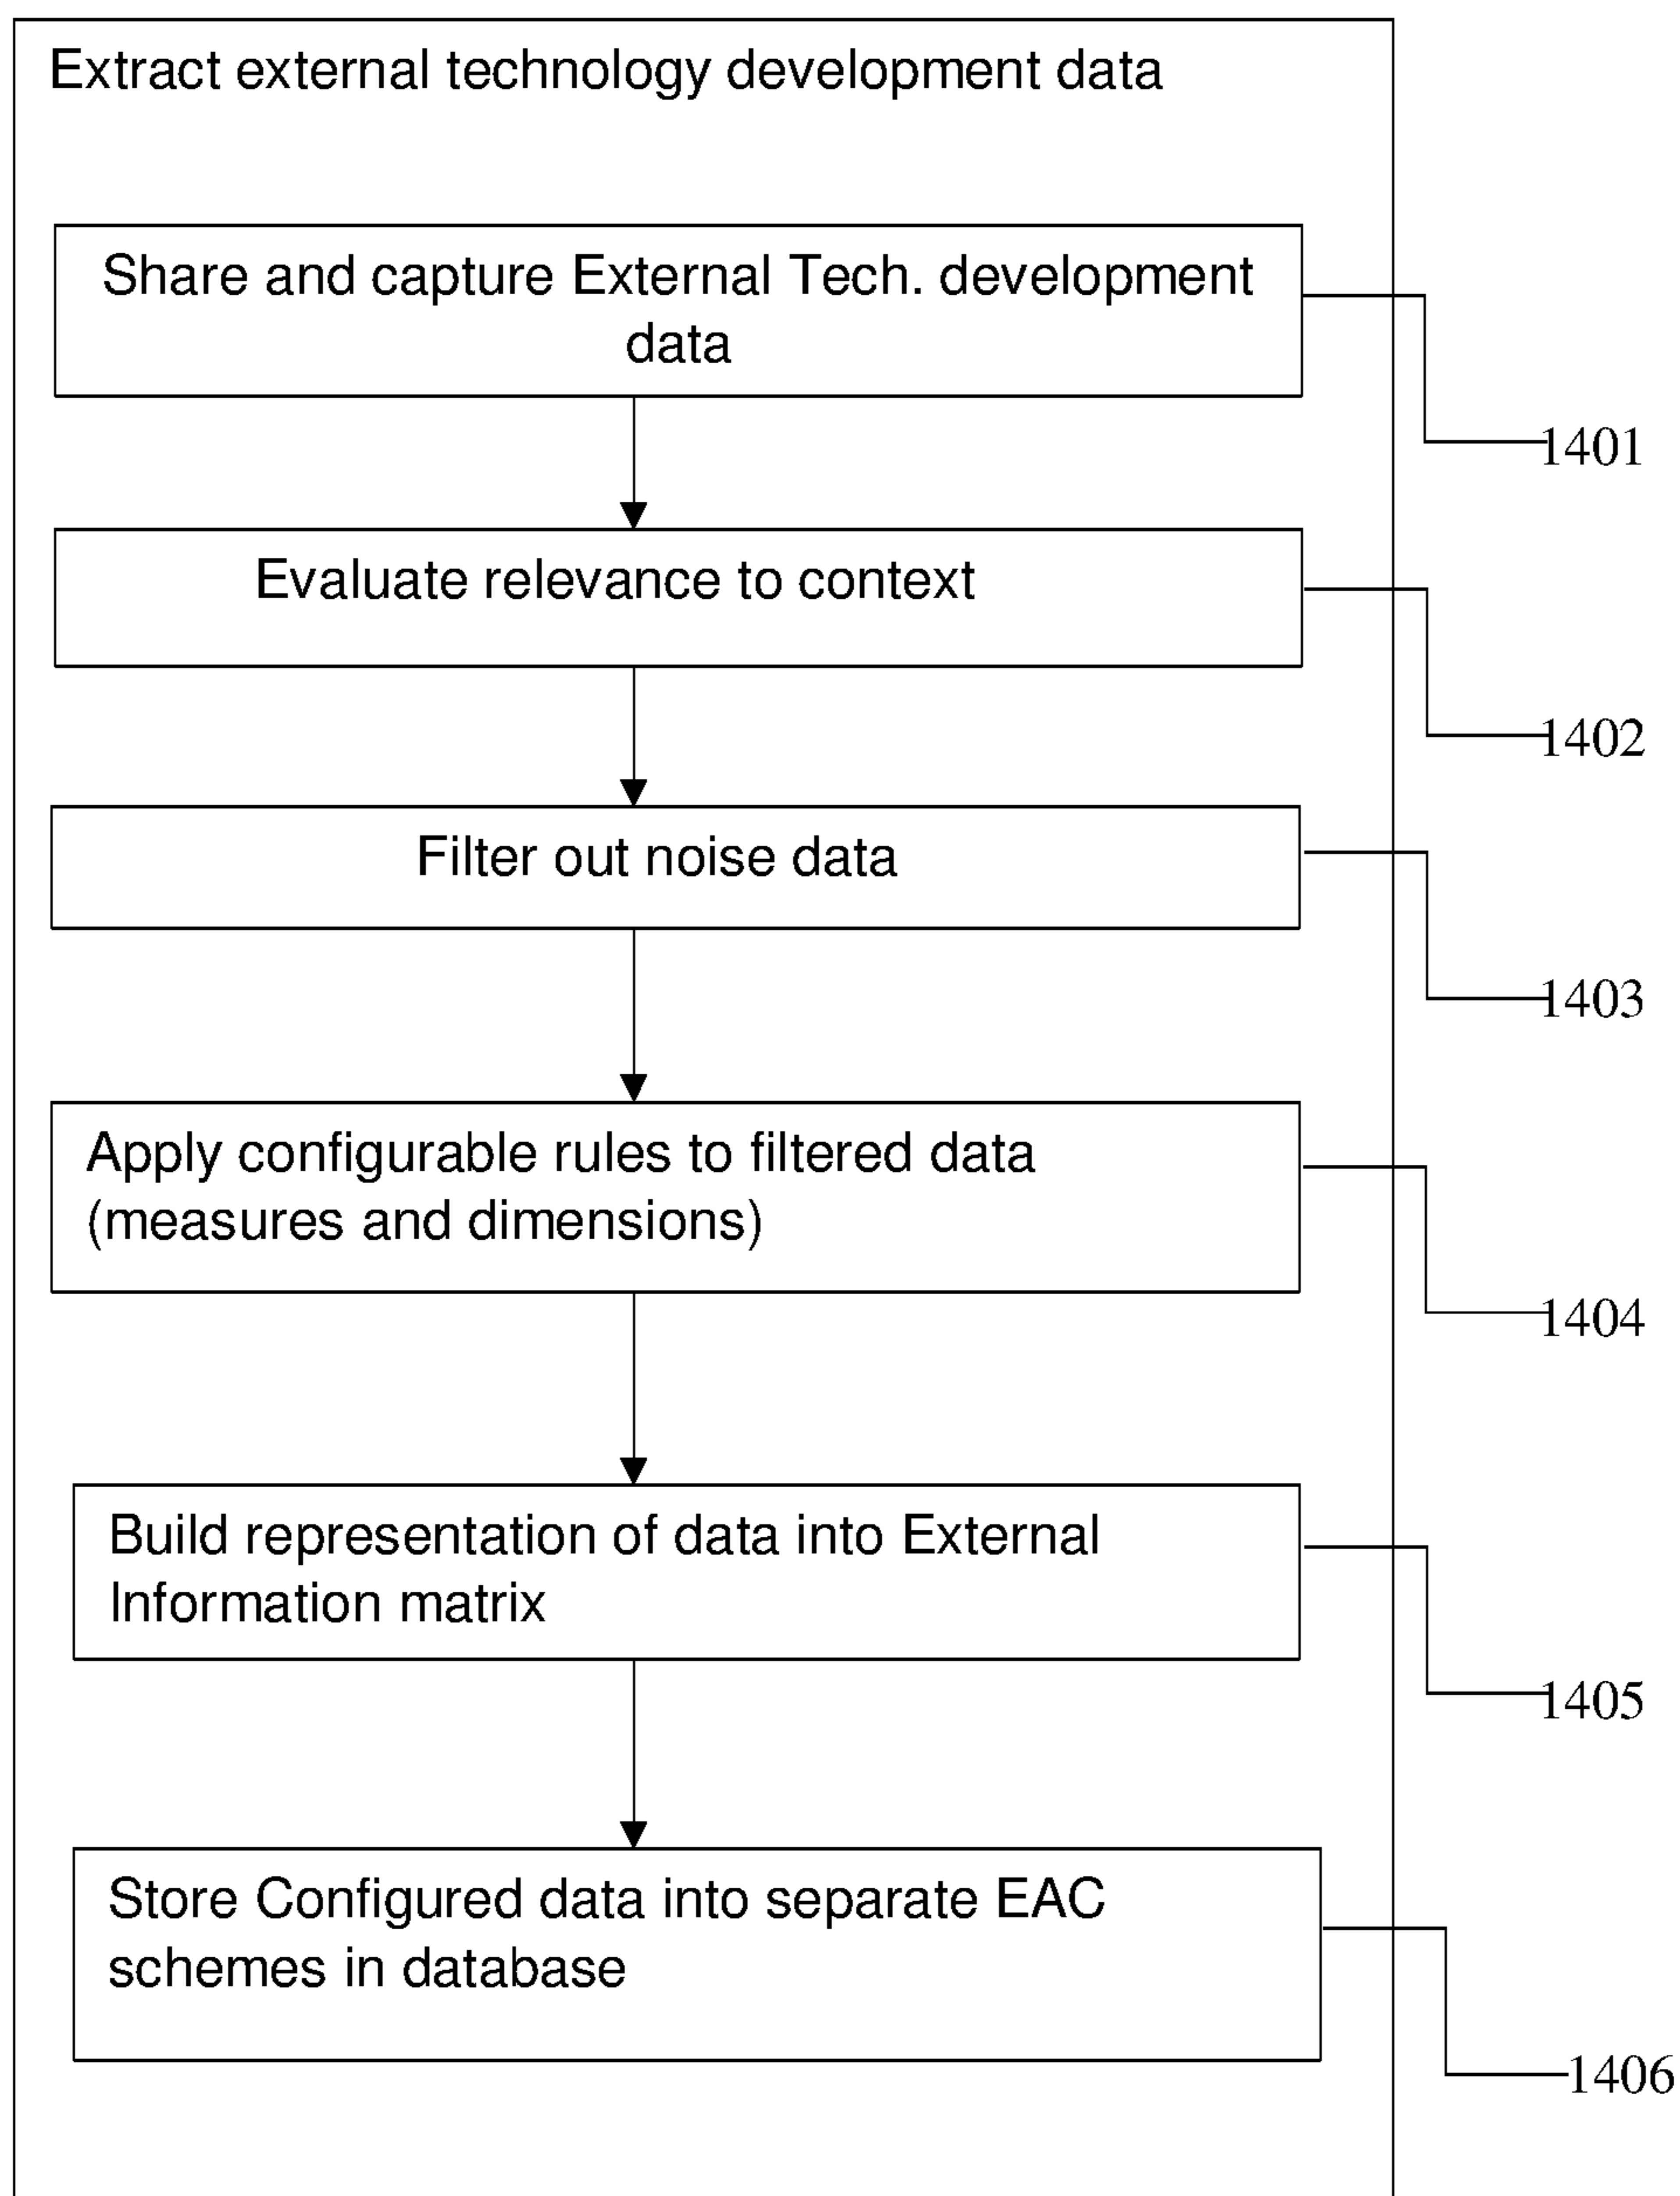 Extract external technology development data
Share and capture External Tech. development
data
1401
Evaluate relevance to context
1402
Filter out noise data
1403
Apply configurable rules to filtered data
(measures and dimensions)
1404
Build representation of data into External
Information matrix
1405
Store Configured data into separate EAC
schemes in database
1406